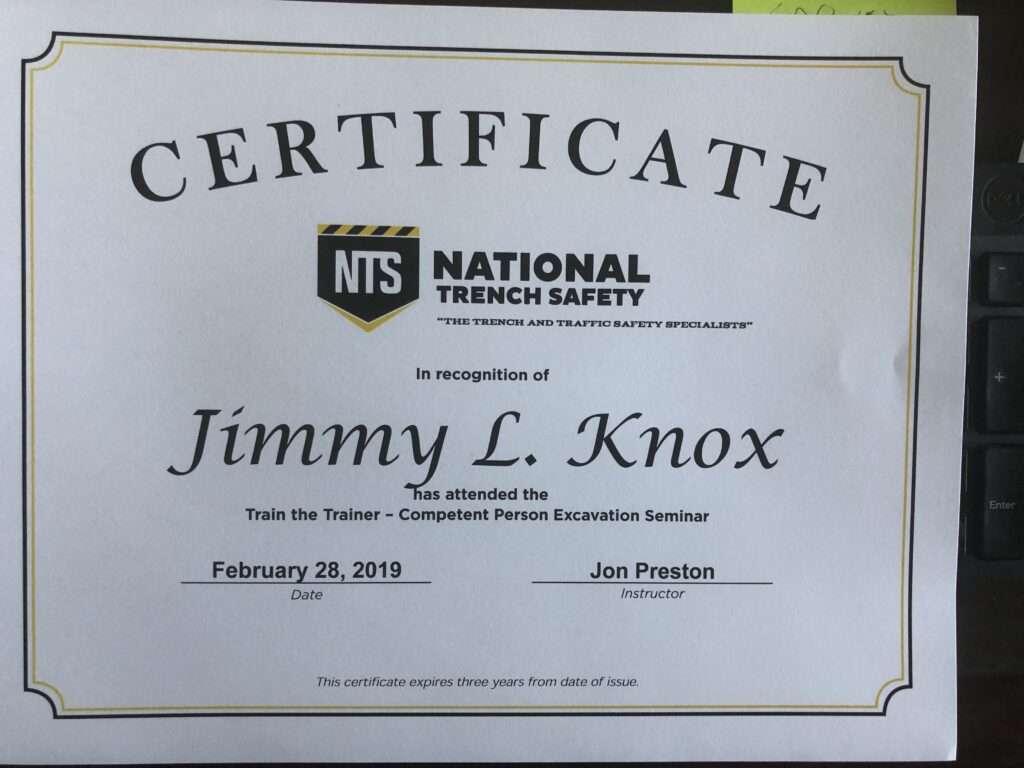 CERTIFICATE
NTS
NATIONAL
TRENCH SAFETY
"THE TRENCH AND TRAFFIC SAFETY SPECIALISTS"
In recognition of
Jimmy L. Knox
has attended the
Train the Trainer – Competent Person Excavation Seminar
February 28, 2019
Jon Preston
Date
Instructor
This certificate expires three years from date of issue.
DELL
-
+
Enter